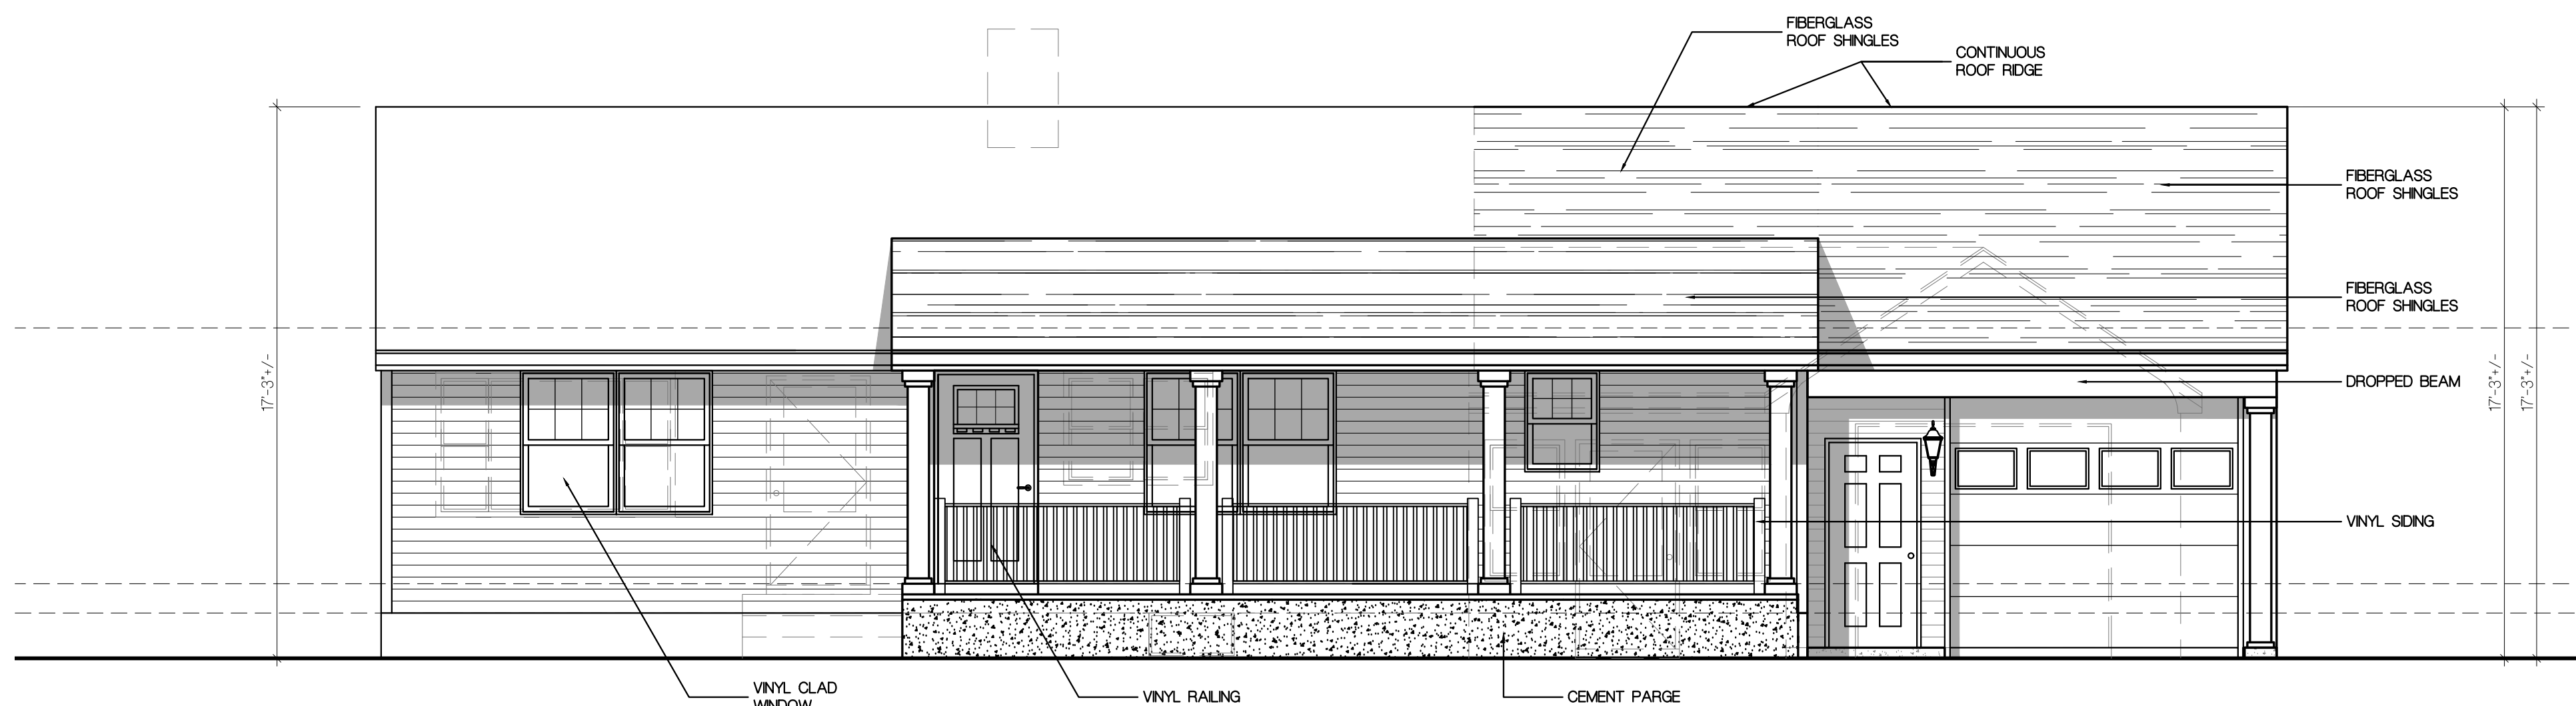 FIBERGLASS
ROOF SHINGLES
CONTINUOUS
ROOF RIDGE
FIBERGLASS
ROOF SHINGLES
FIBERGLASS
ROOF SHINGLES
17'-3"+/-
17'-3"+/-
17'-3"+/-
DROPPED BEAM
VINYL SIDING
VINYL CLAD
WINDOW
VINYL RAILING
CEMENT PARGE